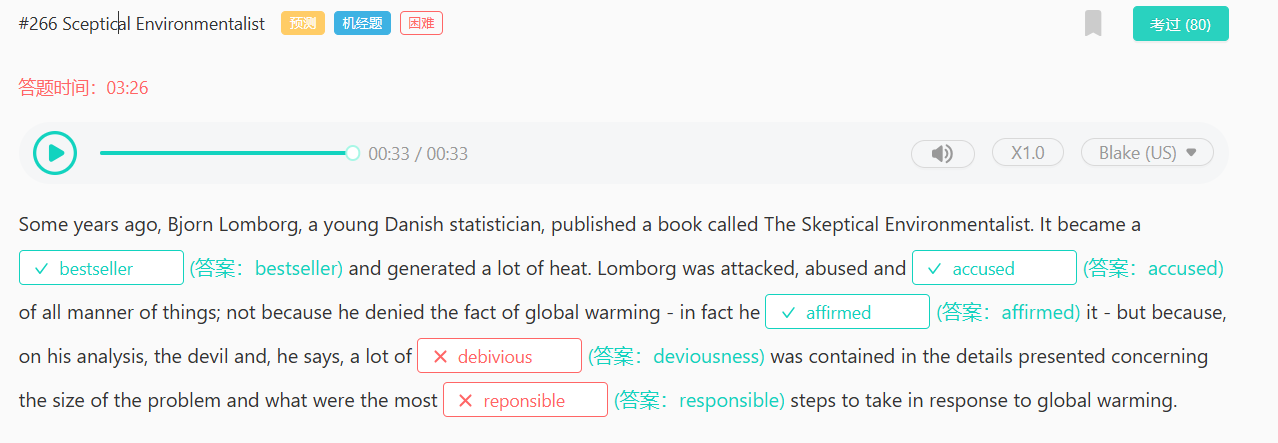 #266 Sceptical Environmentalist 预测 机经题 困难 考过 (80)
答题时间：03:26
00:33 / 00:33 X1.0 Blake (US)
Some years ago, Bjorn Lomborg, a young Danish statistician, published a book called The Skeptical Environmentalist. It became a
bestseller (答案：bestseller) and generated a lot of heat. Lomborg was attacked, abused and accused (答案：accused)
of all manner of things; not because he denied the fact of global warming - in fact he affirmed (答案：affirmed) it - but because,
on his analysis, the devil and, he says, a lot of debivious (答案：deviousness) was contained in the details presented concerning
the size of the problem and what were the most reponsible (答案：responsible) steps to take in response to global warming.